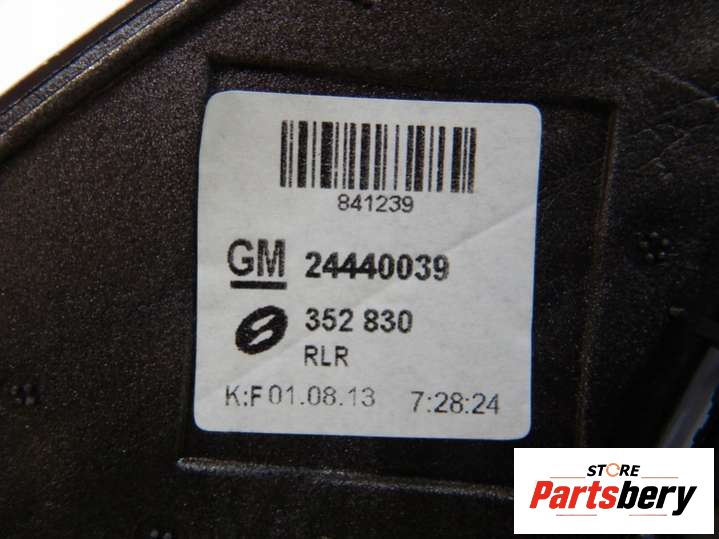 841239
GM 24440039
352 830
RLR
K:F 01.08.13 7:28:24
STORE
Partsbery